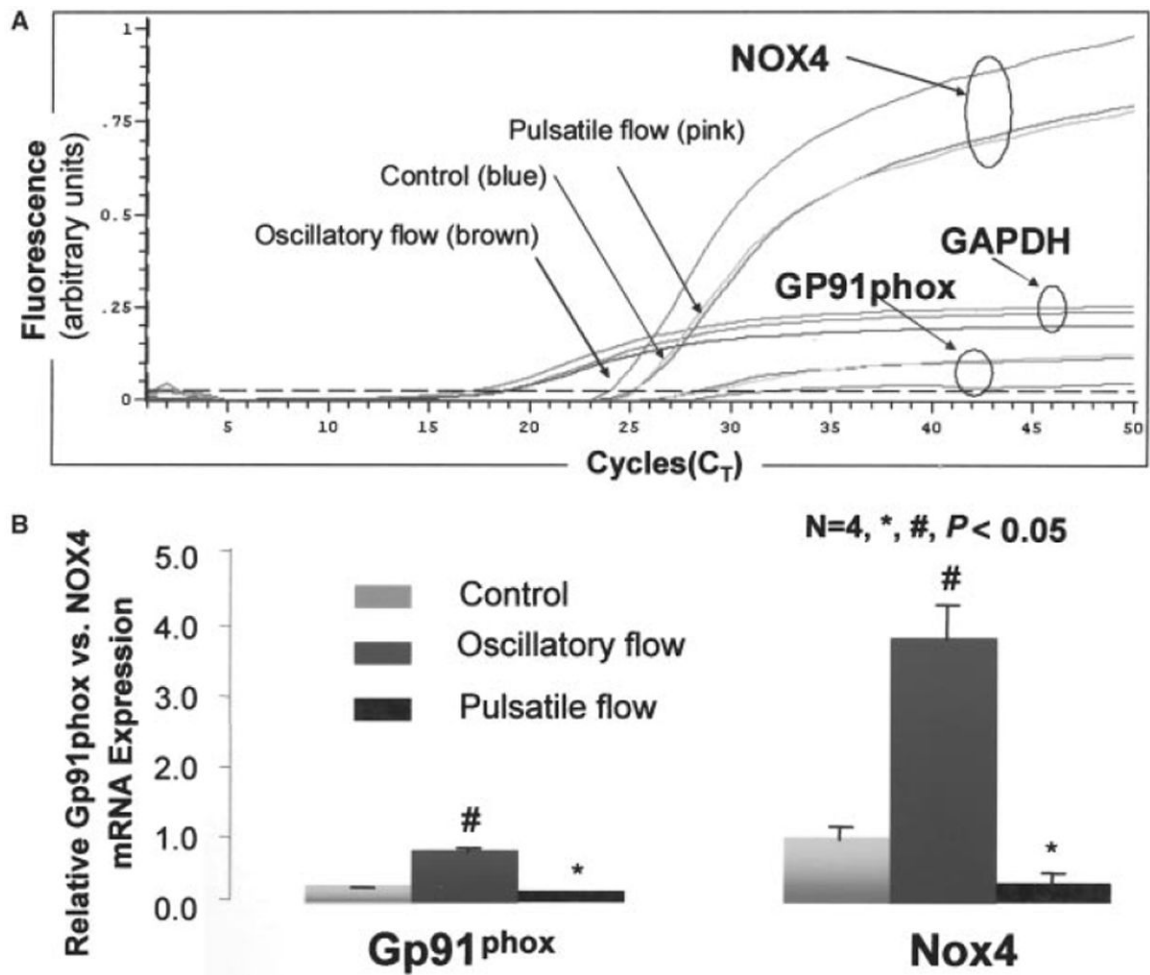 A
NOX4
Pulsatile flow (pink)
Control (blue)
Oscillatory flow (brown)
GAPDH
GP91phox
Fluorescence
(arbitrary units)
1
.75
0.5
.25
0
5 10 15 20 25 30 35 40 45 50
Cycles(CT)
B
N=4, *, #, P< 0.05
Relative Gp91phox vs. NOX4
mRNA Expression
5.0
4.0
3.0
2.0
1.0
0.0
Control
Oscillatory flow
Pulsatile flow
#
*
#
*
Gp91phox
Nox4